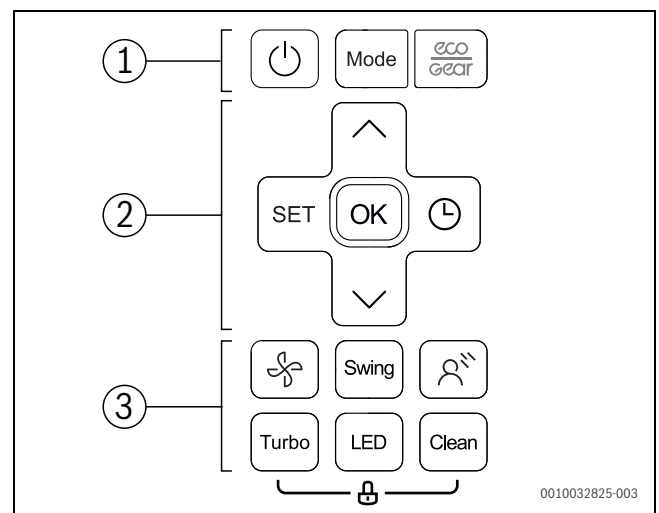 1
Mode
eco
Gear
2
SET
OK
3
Swing
Turbo
LED
Clean
0010032825-003